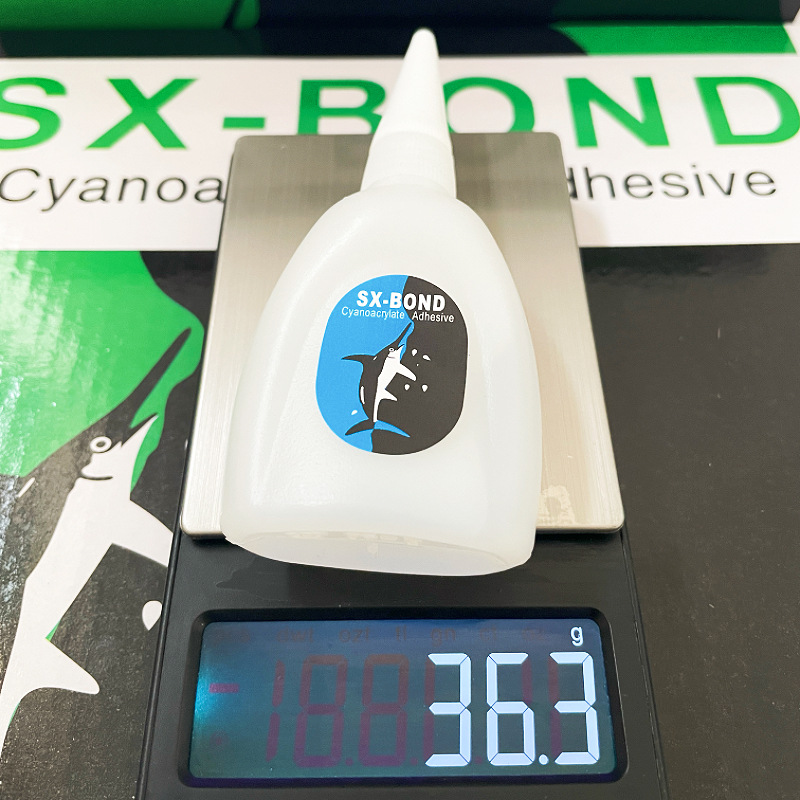 SX-BOND
Cyanoa dhesive
SX-BOND
Cyanoacrylate Adhesive
g
36.3